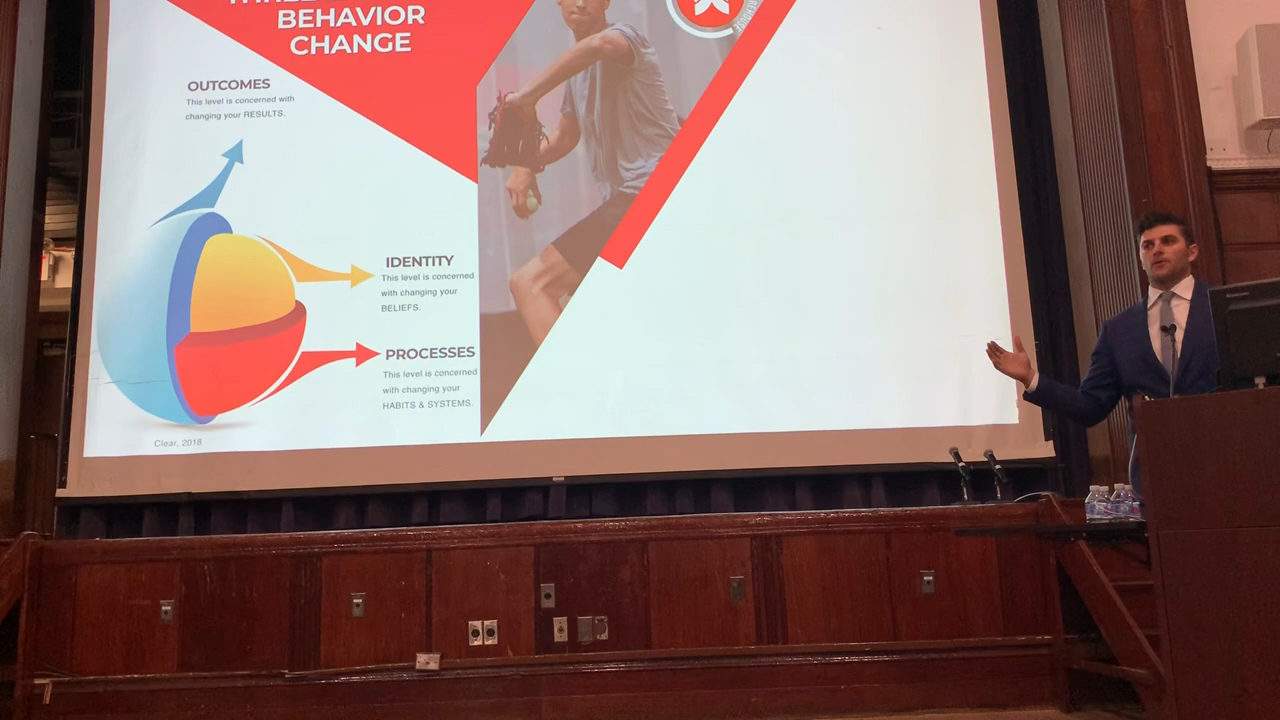 BEHAVIOR
CHANGE
OUTCOMES
This level is concerned with
changing your RESULTS.
IDENTITY
This level is concerned
with changing your
BELIEFS.
PROCESSES
This level is concerned
with changing your
HABITS & SYSTEMS.
Clear, 2018